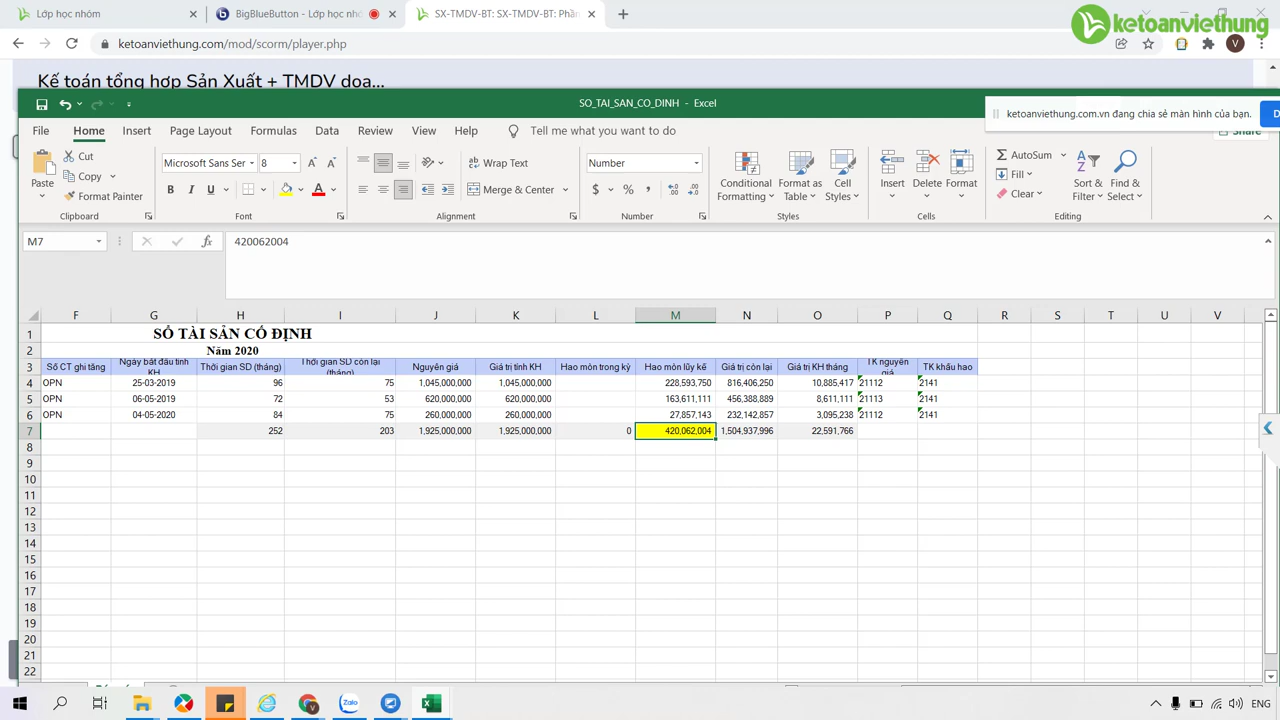 Lớp học nhóm
BigBlueButton - Lớp học nhó
SX-TMDV-BT: SX-TMDV-BT: Phần
ketoanviethung.com/mod/scorm/player.php
V
ketoanviethung
Kế toán tổng hợp Sản Xuất + TMDV doa...
SO_TAI_SAN_CO_DINH - Excel
ketoanviethung.com.vn đang chia sẻ màn hình của bạn.
D
File Home Insert Page Layout Formulas Data Review View Help Tell me what you want to do Share
Paste
Cut
Copy
Format Painter
Clipboard
Microsoft Sans Ser 8
B I U
Font
Wrap Text
Merge & Center
Alignment
Number
$ % ,
Number
Conditional Formatting
Format as Table
Cell Styles
Styles
Insert Delete Format
Cells
AutoSum
Fill
Clear
Sort & Filter
Find & Select
Editing
M7 fx 420062004
F G H I J K L M N O P Q R S T U V
1 SỔ TÀI SẢN CỐ ĐỊNH
2 Năm 2020
3 Số CT ghi tăng Ngày bắt đầu tính KH Thời gian SD (tháng) Thời gian SD còn lại (tháng) Nguyên giá Giá trị tính KH Hao mòn trong kỳ Hao mòn lũy kế Giá trị còn lại Giá trị KH tháng TK nguyên giá TK khấu hao
4 OPN 25-03-2019 96 75 1,045,000,000 1,045,000,000 228,593,750 816,406,250 10,885,417 21112 2141
5 OPN 06-05-2019 72 53 620,000,000 620,000,000 163,611,111 456,388,889 8,611,111 21113 2141
6 OPN 04-05-2020 84 75 260,000,000 260,000,000 27,857,143 232,142,857 3,095,238 21112 2141
7 252 203 1,925,000,000 1,925,000,000 0 420,062,004 1,504,937,996 22,591,766
8
9
10
11
12
13
14
15
16
17
18
19
20
21
22
Zalo
ENG